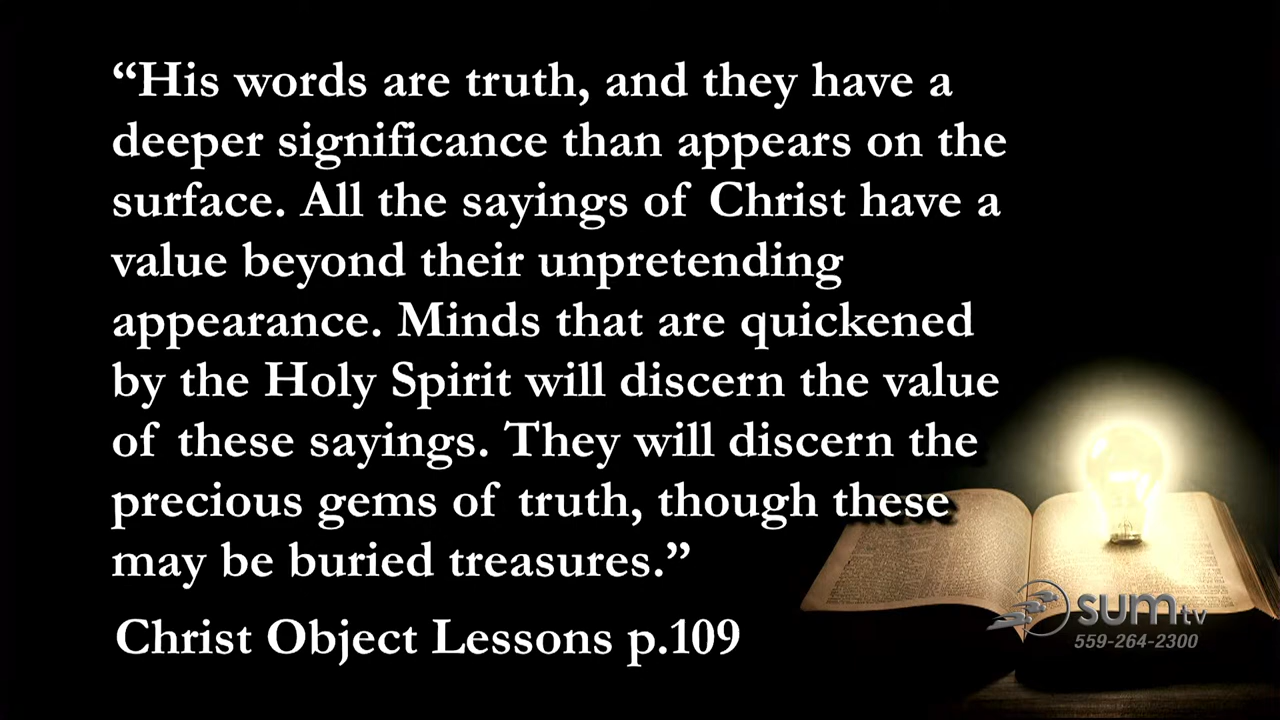 “His words are truth, and they have a
deeper significance than appears on the
surface. All the sayings of Christ have a
value beyond their unpretending
appearance. Minds that are quickened
by the Holy Spirit will discern the value
of these sayings. They will discern the
precious gems of truth, though these
may be buried treasures.”
Christ Object Lessons p.109
sumtv
559-264-2300